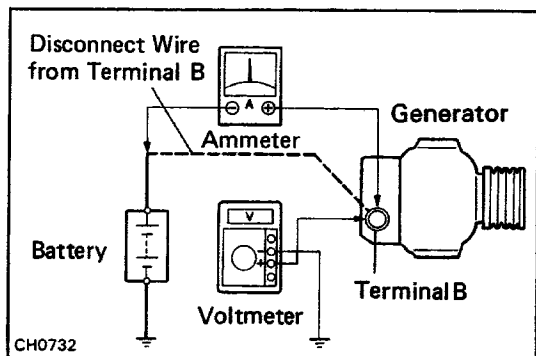 Disconnect Wire
from Terminal B
A
Ammeter
Generator
V
Battery
Voltmeter
Terminal B
CH0732